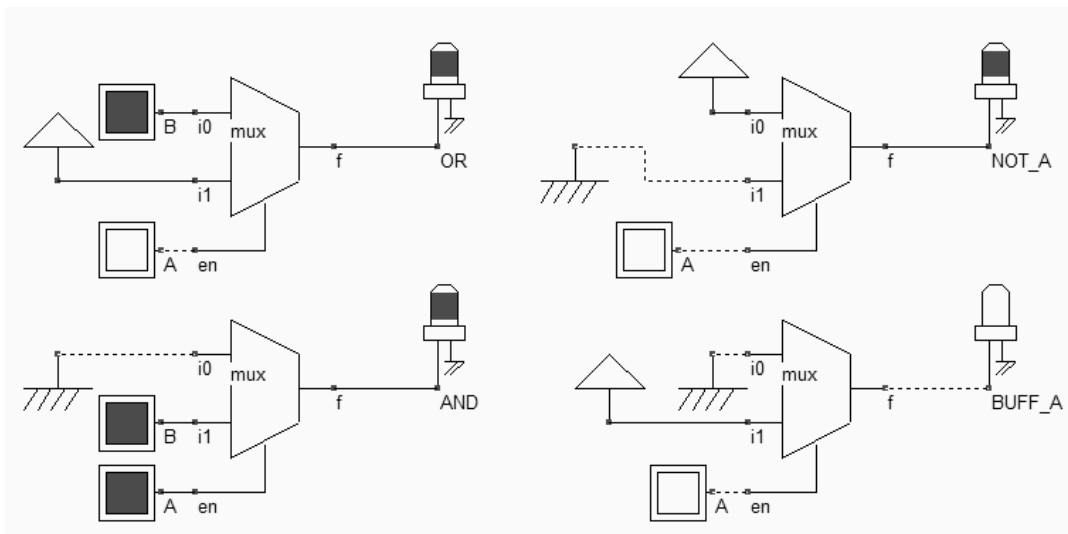 B i0 mux
f OR
i1
A en
i0 mux
f NOT_A
i1
A en
i0 mux
f AND
B i1
A en
i0 mux
f BUFF_A
i1
A en